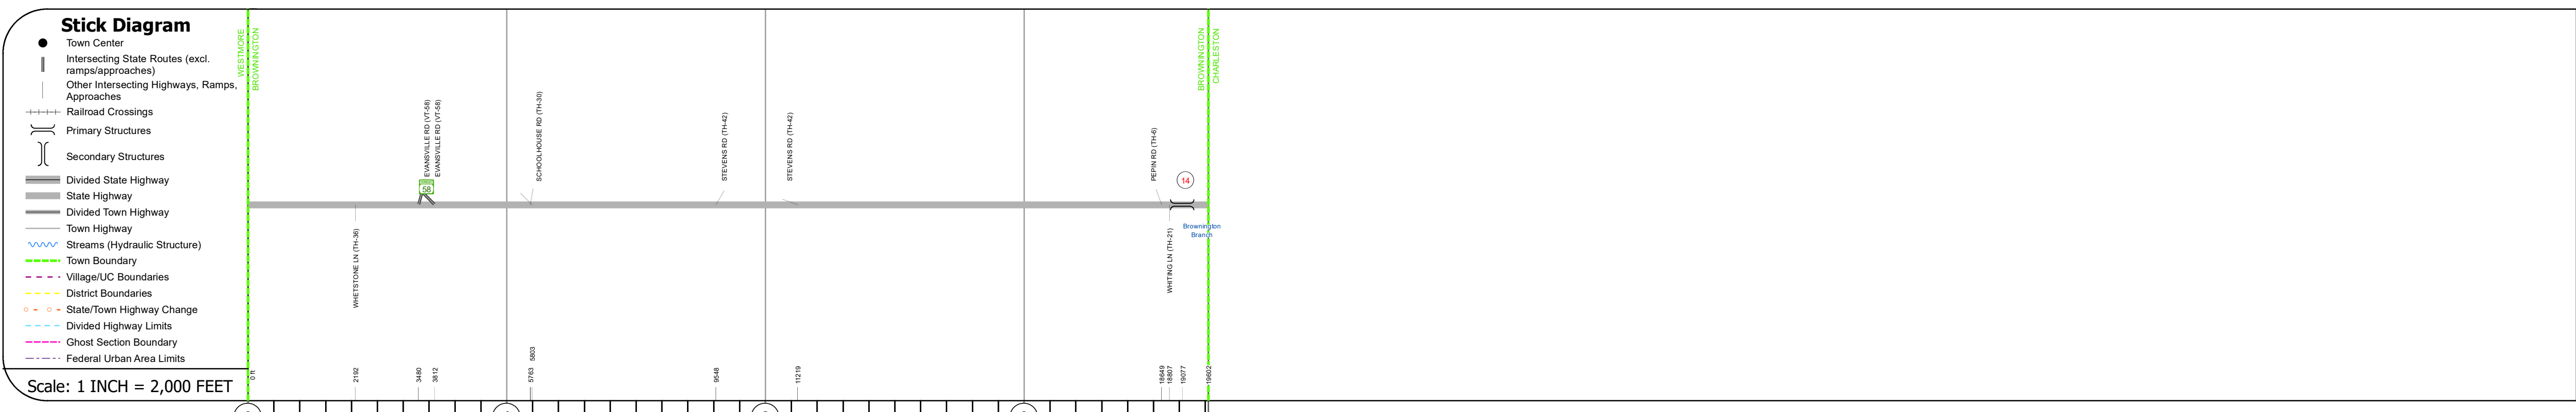 Stick Diagram
Town Center
Intersecting State Routes (excl.
ramps/approaches)
Other Intersecting Highways, Ramps,
Approaches
Railroad Crossings
Primary Structures
Secondary Structures
Divided State Highway
State Highway
Divided Town Highway
Town Highway
Streams (Hydraulic Structure)
Town Boundary
Village/UC Boundaries
District Boundaries
State/Town Highway Change
Divided Highway Limits
Ghost Section Boundary
Federal Urban Area Limits
Scale: 1 INCH = 2,000 FEET
WESTMORE
BROWNINGTON
WHETSTONE LN (TH-36)
EVANSVILLE RD (VT-58)
EVANSVILLE RD (VT-58)
58
SCHOOLHOUSE RD (TH-30)
STEVENS RD (TH-42)
STEVENS RD (TH-42)
PEPIN RD (TH-6)
WHITING LN (TH-21)
14
Brownington
Branch
BROWNINGTON
CHARLESTON
0 ft
2192
3480
3812
5763
5803
9548
11219
18649
18807
19077
19602